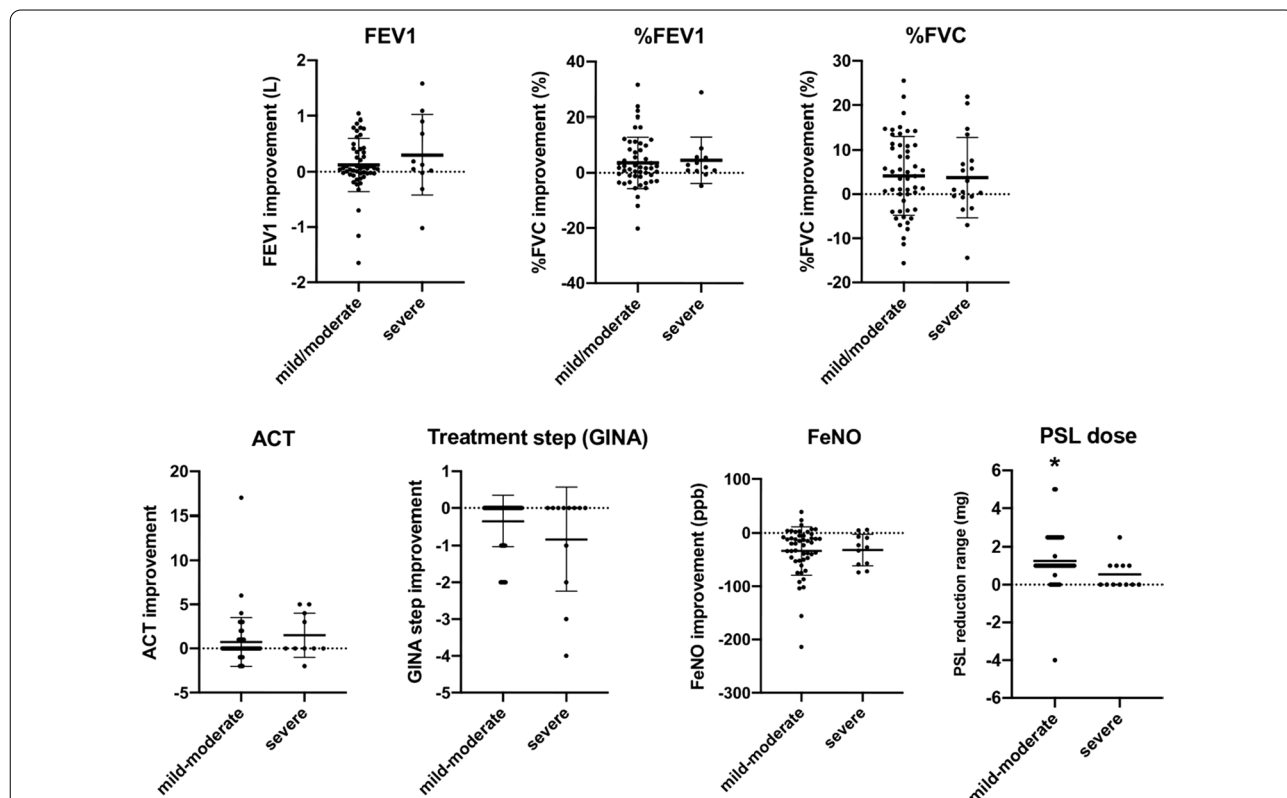 FEV1
FEV1 improvement (L)
2
1
0
-1
-2
mild/moderate
severe
%FEV1
%FVC improvement (%)
40
20
0
-20
-40
mild/moderate
severe
%FVC
%FVC improvement (%)
30
20
10
0
-10
-20
mild/moderate
severe
ACT
ACT improvement
20
15
10
5
0
-5
mild-moderate
severe
Treatment step (GINA)
GINA step improvement
1
0
-1
-2
-3
-4
-5
mild-moderate
severe
FeNO
FeNO improvement (ppb)
100
0
-100
-200
-300
mild-moderate
severe
PSL dose
PSL reduction range (mg)
6
4
2
0
-2
-4
-6
*
mild-moderate
severe